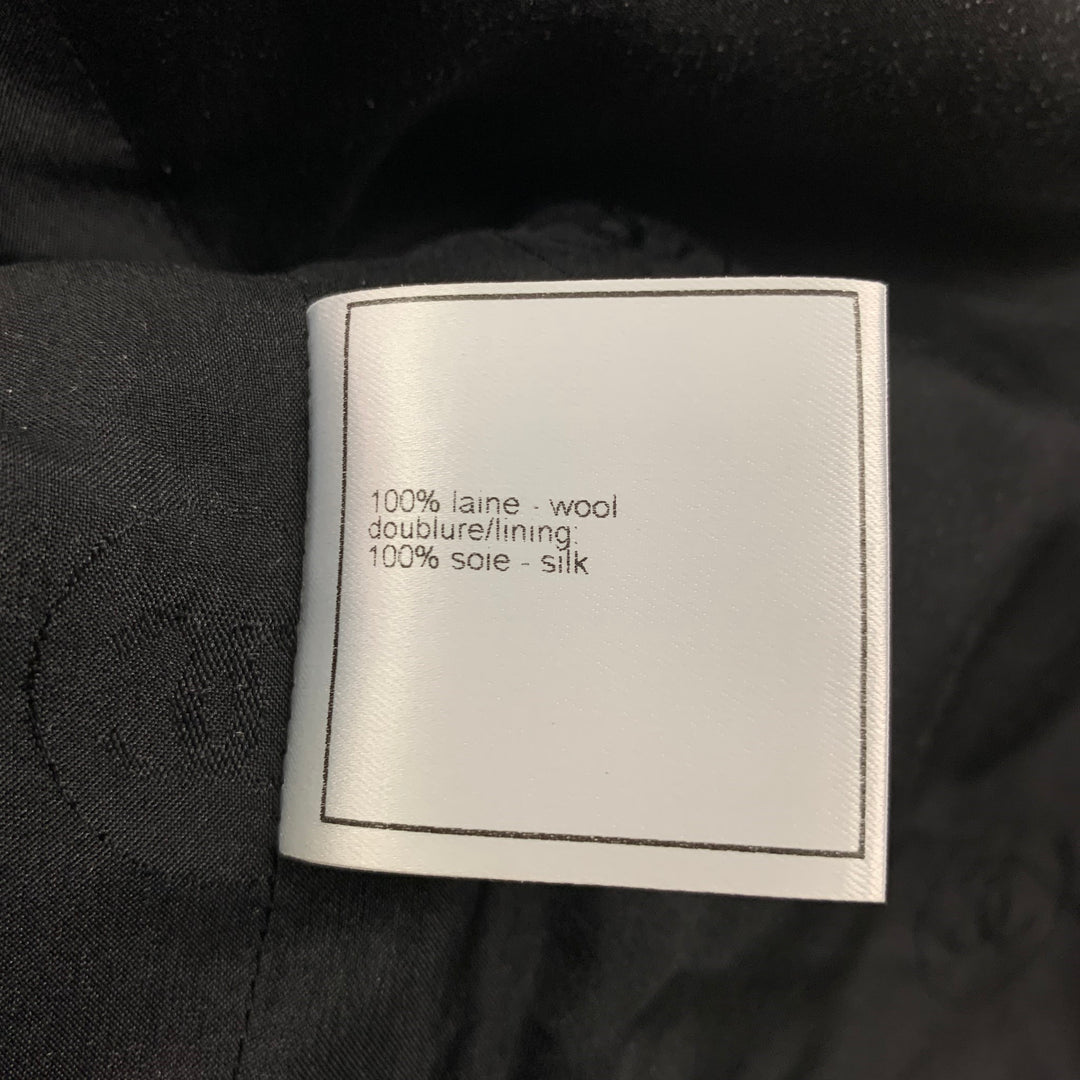 100% laine - wool
doublure/lining:
100% soie - silk